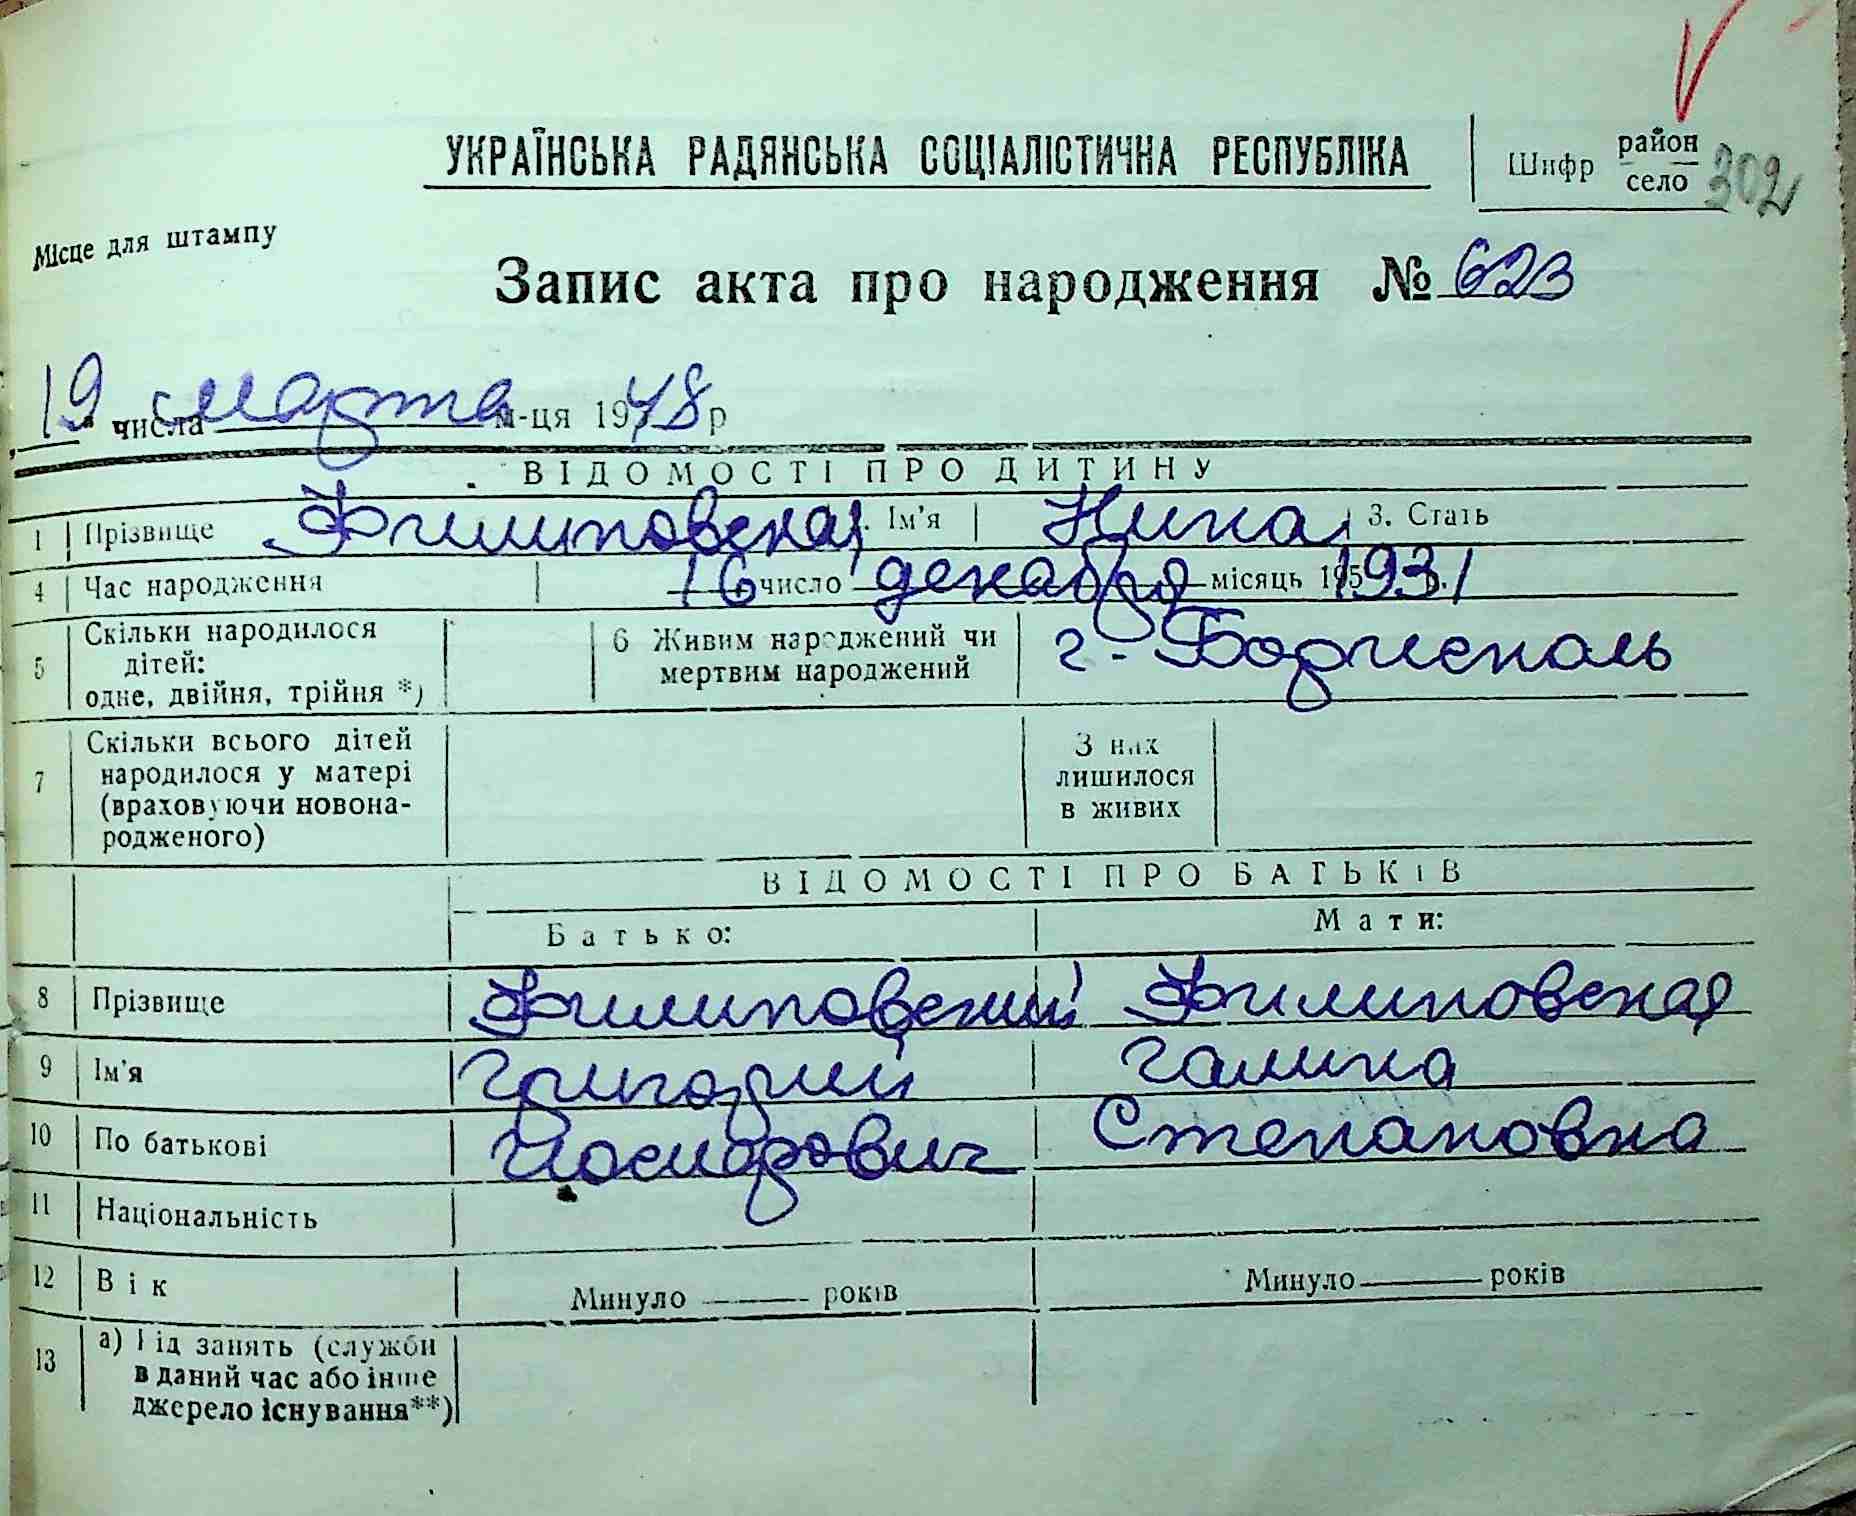 УКРАЇНСЬКА РАДЯНСЬКА СОЦІАЛІСТИЧНА РЕСПУБЛІКА
Шифр район
село 302
Місце для штампу
Запис акта про народження № 623
19 числа марта м-ця 1948 р
ВІДОМОСТІ ПРО ДИТИНУ
1 Прізвище Филиповская Ім'я Нина 3. Стать
4 Час народження 16 число декабря місяць 195 1931
5 Скільки народилося дітей: одне, двійня, трійня *) 6 Живим народжений чи мертвим народжений г. Борисполь
7 Скільки всього дітей народилося у матері (враховуючи новона-родженого) З них лишилося в живих
ВІДОМОСТІ ПРО БАТЬКІВ
Батько: Мати:
8 Прізвище Филиповский Филиповская
9 Ім'я Григорий Галина
10 По батькові Иосифович Степановна
11 Національність
12 Вік Минуло ——— років Минуло ——— років
13 а) Рід занять (служби
в даний час або інше
джерело існування**)